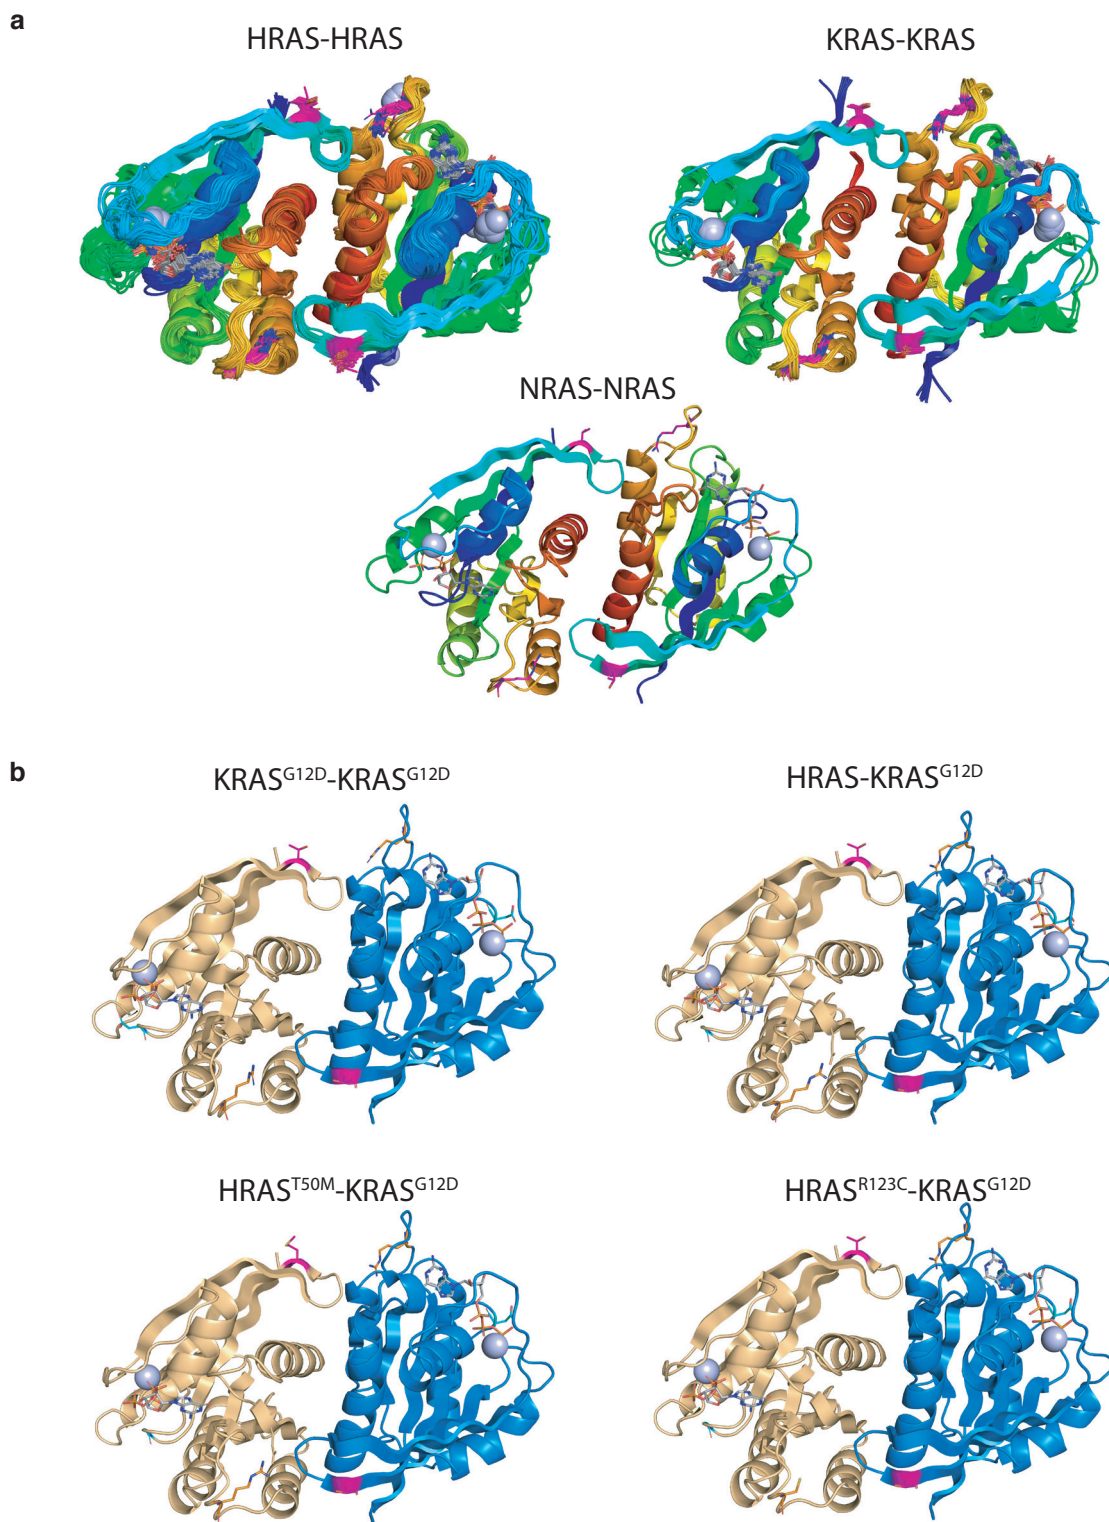 a
HRAS-HRAS
KRAS-KRAS
NRAS-NRAS
b
KRASᴳ¹²ᴰ-KRASᴳ¹²ᴰ
HRAS-KRASᴳ¹²ᴰ
HRASᵀ⁵⁰ᴹ-KRASᴳ¹²ᴰ
HRASᴿ¹²³ᶜ-KRASᴳ¹²ᴰ